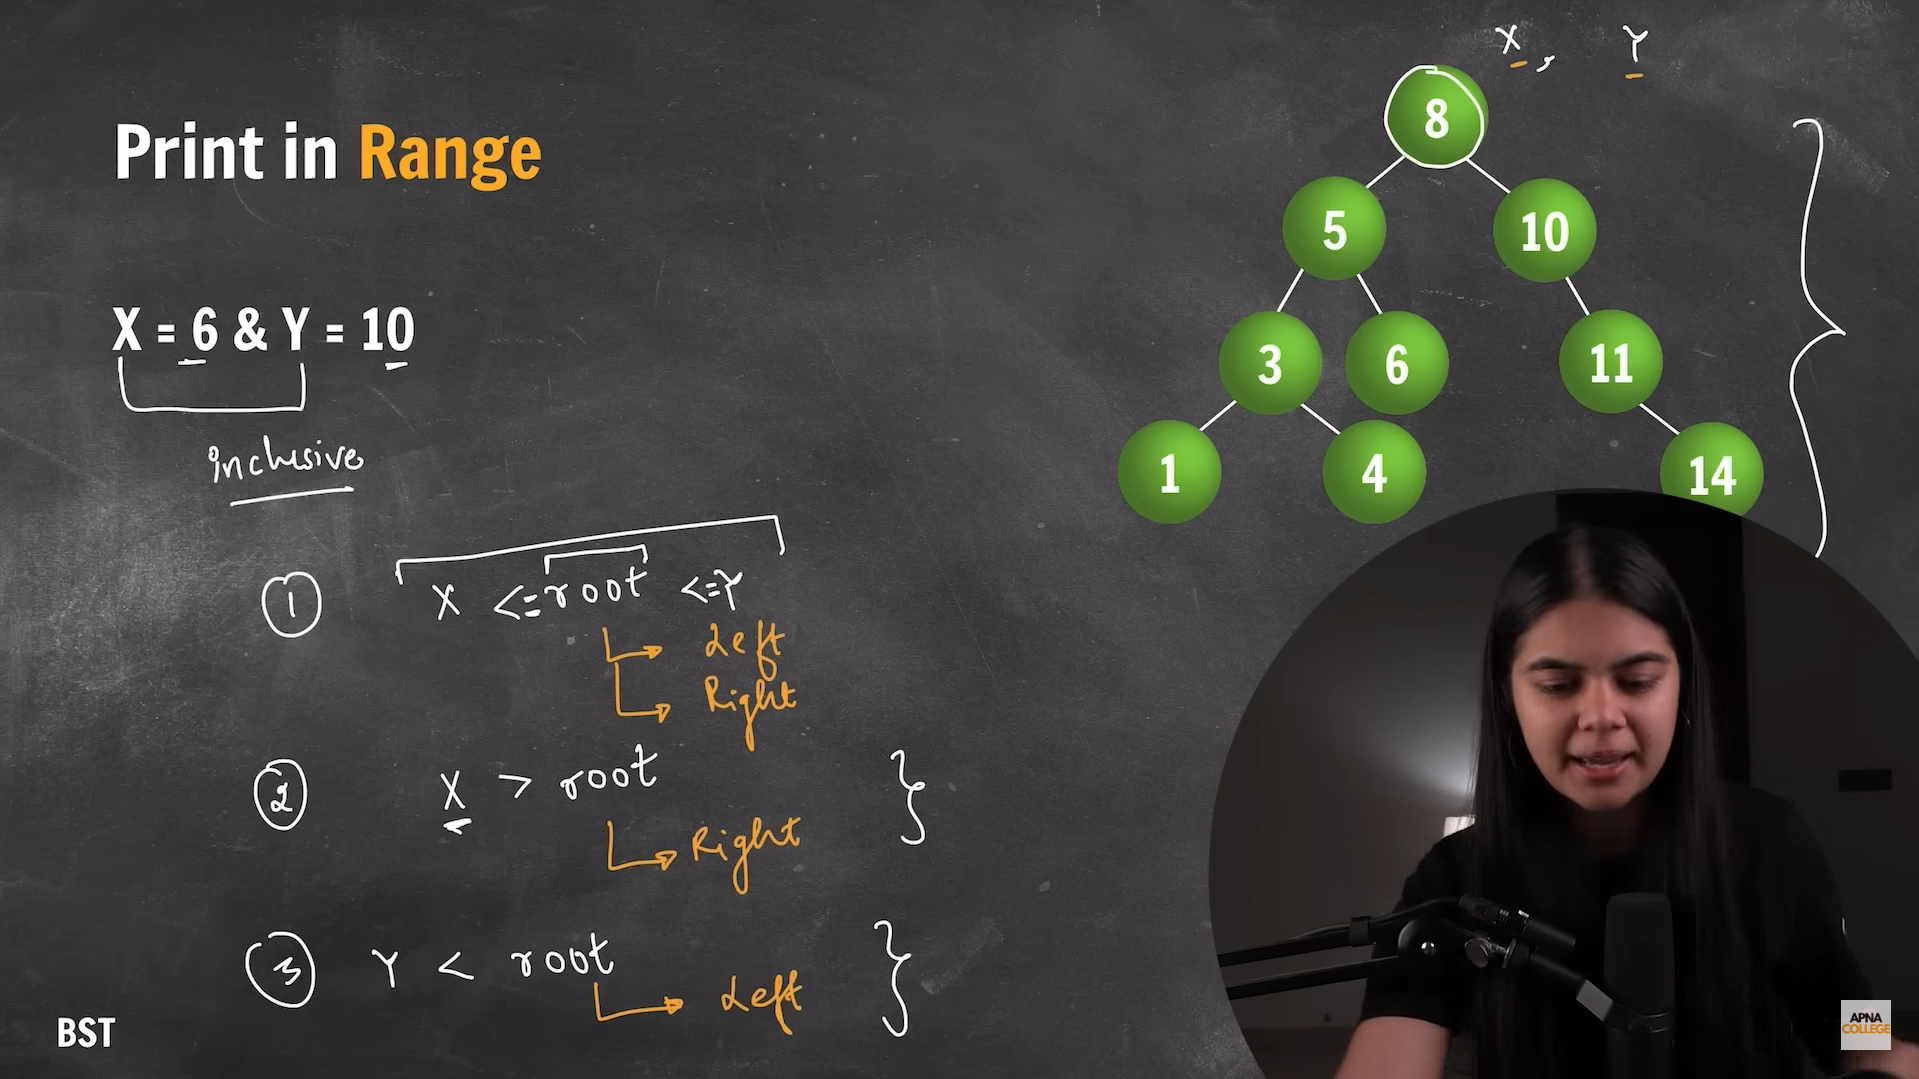 X , Y
8
Print in Range
5 10
X = 6 & Y = 10
3 6 11
inclusive
1 4 14
1 X <= root <= Y
Left
Right
2 X > root
Right
3 Y < root
Left
BST
APNA
COLLEGE